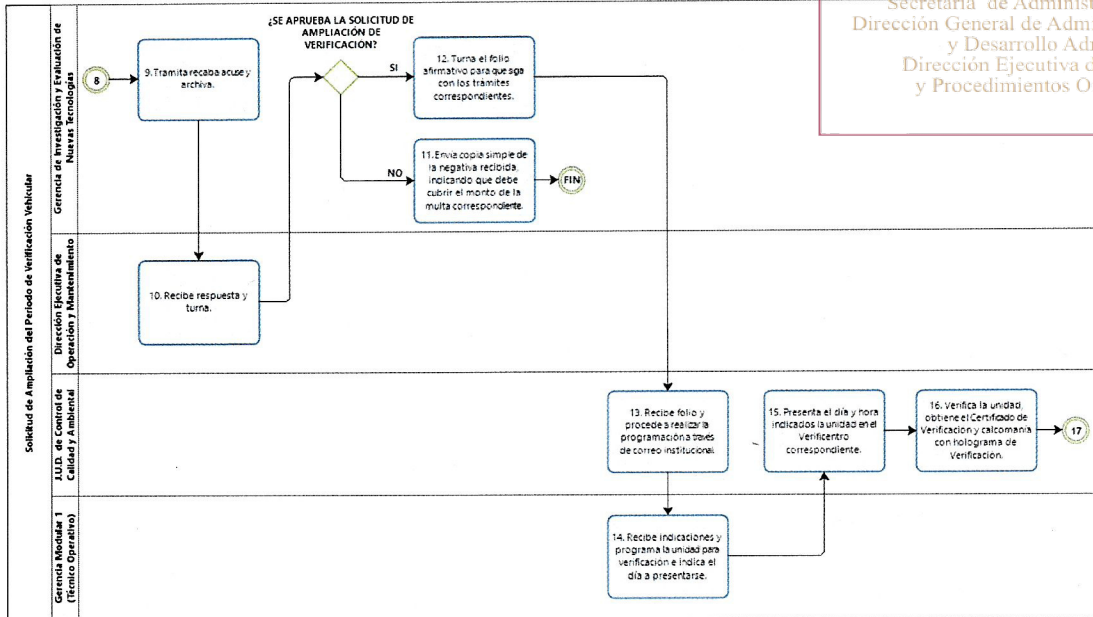 Secretaría de Administ
Dirección General de Admi
y Desarrollo Ad
Dirección Ejecutiva d
y Procedimientos O
Solicitud de Ampliación del Periodo de Verificación Vehicular
Gerencia de Investigación y Evaluación de
Nuevas Tecnologías
8
9. Tramita recaba acuse y
archiva.
¿SE APRUEBA LA SOLICITUD DE
AMPLIACIÓN DE
VERIFICACIÓN?
SI
12. Turna el folio
afirmativo para que siga
con los trámites
correspondientes.
NO
11. Envía copia simple de
la negativa recibida,
indicando que debe
cubrir el monto de la
multa correspondiente.
FIN
Dirección Ejecutiva de
Operación y Mantenimiento
10. Recibe respuesta y
turna.
J.U.D. de Control de
Calidad y Ambiental
13. Recibe folio y
procede a realizar la
programación a través
de correo institucional.
15. Presenta el día y hora
indicados la unidad en el
Verificentro
correspondiente.
16. Verifica la unidad,
obtiene el Certificado de
Verificación y calcomanía
con holograma de
Verificación.
17
Gerencia Modular 1
(Técnico Operativo)
14. Recibe indicaciones y
programa la unidad para
verificación e indica el
día a presentarse.